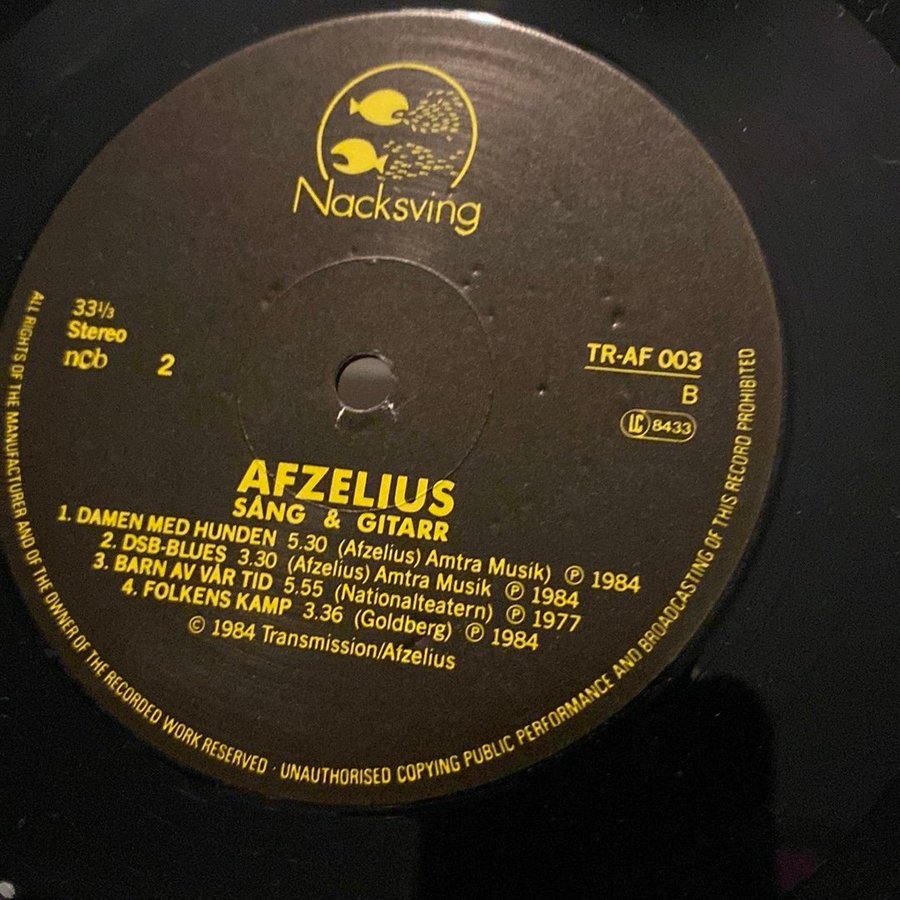 Nacksving
33⅓
Stereo
ncb
2
TR-AF 003
B
LC 8433
AFZELIUS
SÅNG & GITARR
1. DAMEN MED HUNDEN 5.30 (Afzelius) Amtra Musik) ℗ 1984
2. DSB-BLUES 3.30 (Afzelius) Amtra Musik ℗ 1984
3. BARN AV VÅR TID 5.55 (Nationalteatern) ℗ 1977
4. FOLKENS KAMP 3.36 (Goldberg) ℗ 1984
© 1984 Transmission/Afzelius
ALL RIGHTS OF THE MANUFACTURER AND OF THE OWNER OF THE RECORDED WORK RESERVED · UNAUTHORISED COPYING PUBLIC PERFORMANCE AND BROADCASTING OF THIS RECORD PROHIBITED